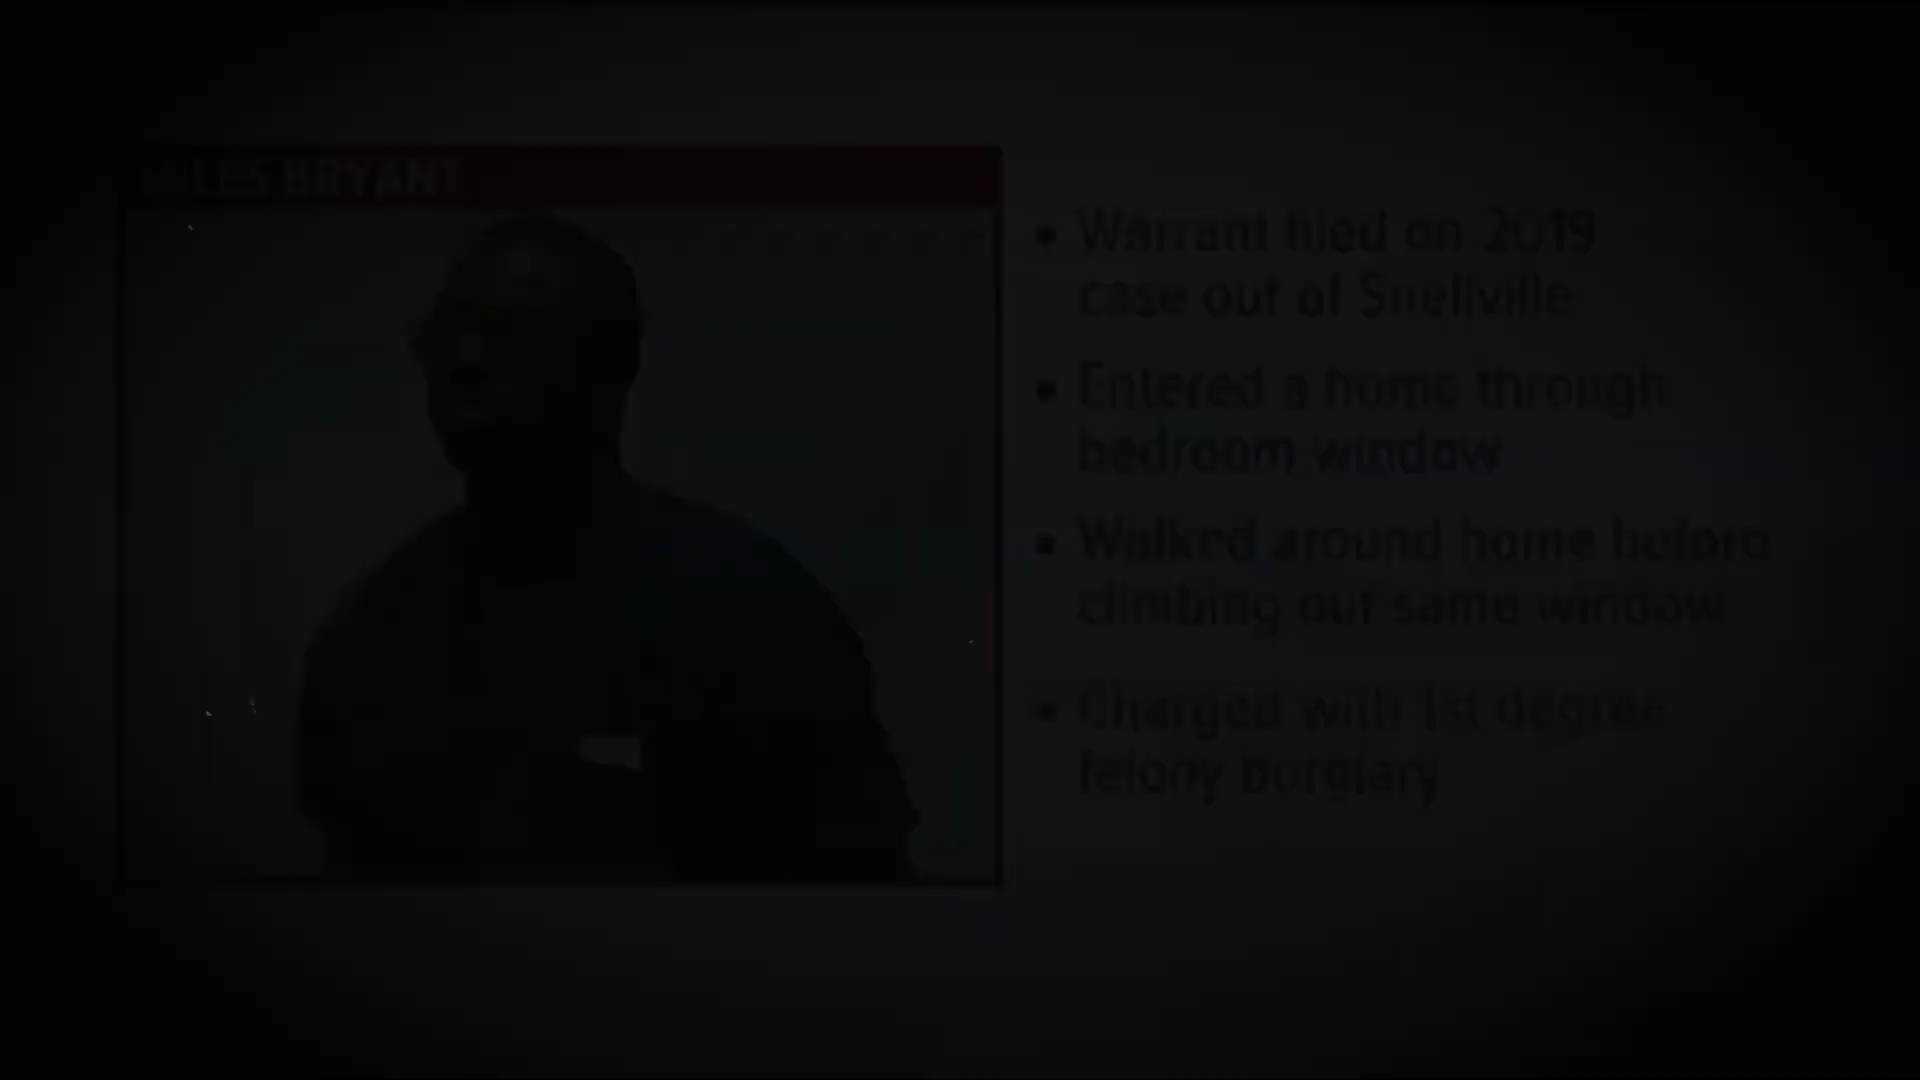 MILES BRYANT
• Warrant filed on 2019
case out of Snellville
• Entered a home through
bedroom window
• Walked around home before
climbing out same window
• Charged with 1st degree
felony burglary